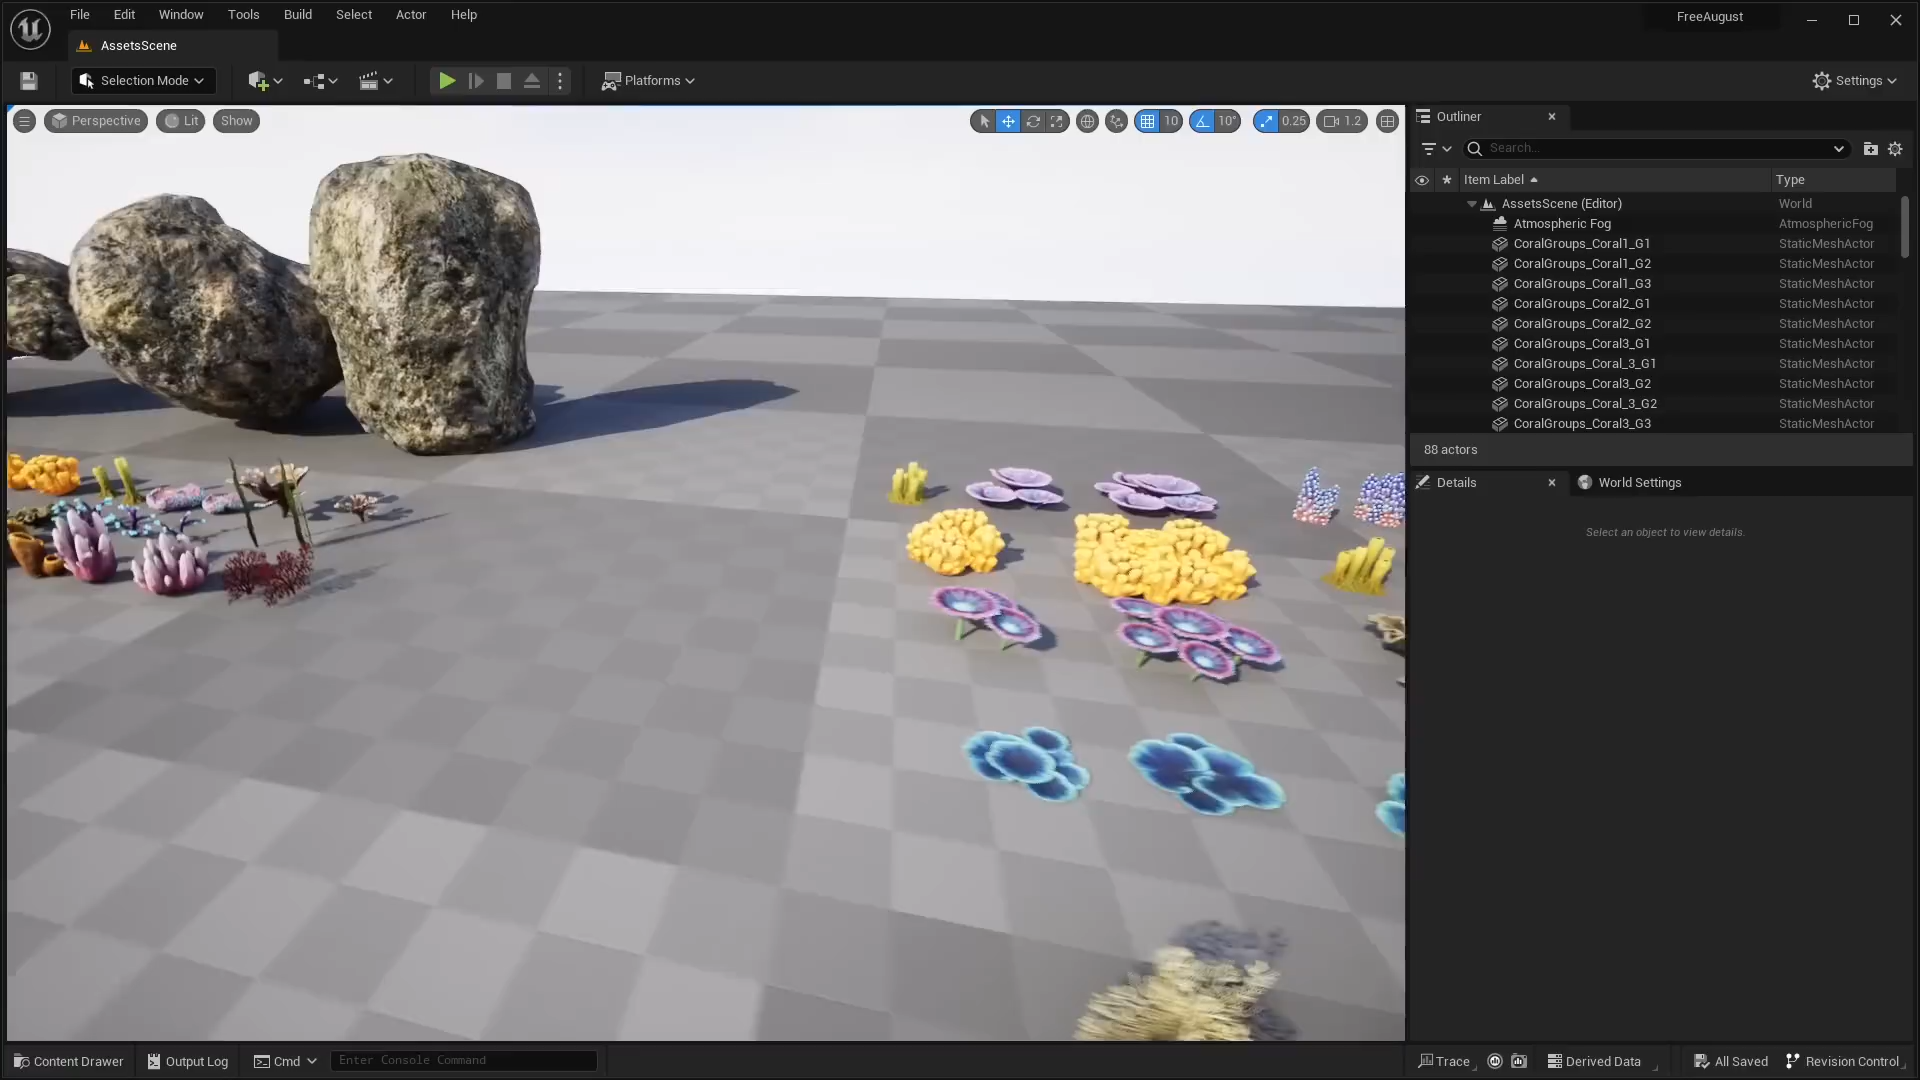 File Edit Window Tools Build Select Actor Help
FreeAugust
AssetsScene
Selection Mode
Platforms
Settings
Perspective Lit Show
10 10° 0.25 1.2
Outliner
Search...
Item Label Type
AssetsScene (Editor) World
Atmospheric Fog AtmosphericFog
CoralGroups_Coral1_G1 StaticMeshActor
CoralGroups_Coral1_G2 StaticMeshActor
CoralGroups_Coral1_G3 StaticMeshActor
CoralGroups_Coral2_G1 StaticMeshActor
CoralGroups_Coral2_G2 StaticMeshActor
CoralGroups_Coral3_G1 StaticMeshActor
CoralGroups_Coral_3_G1 StaticMeshActor
CoralGroups_Coral3_G2 StaticMeshActor
CoralGroups_Coral_3_G2 StaticMeshActor
CoralGroups_Coral3_G3 StaticMeshActor
88 actors
Details World Settings
Select an object to view details.
Content Drawer Output Log Cmd Enter Console Command Trace Derived Data All Saved Revision Control